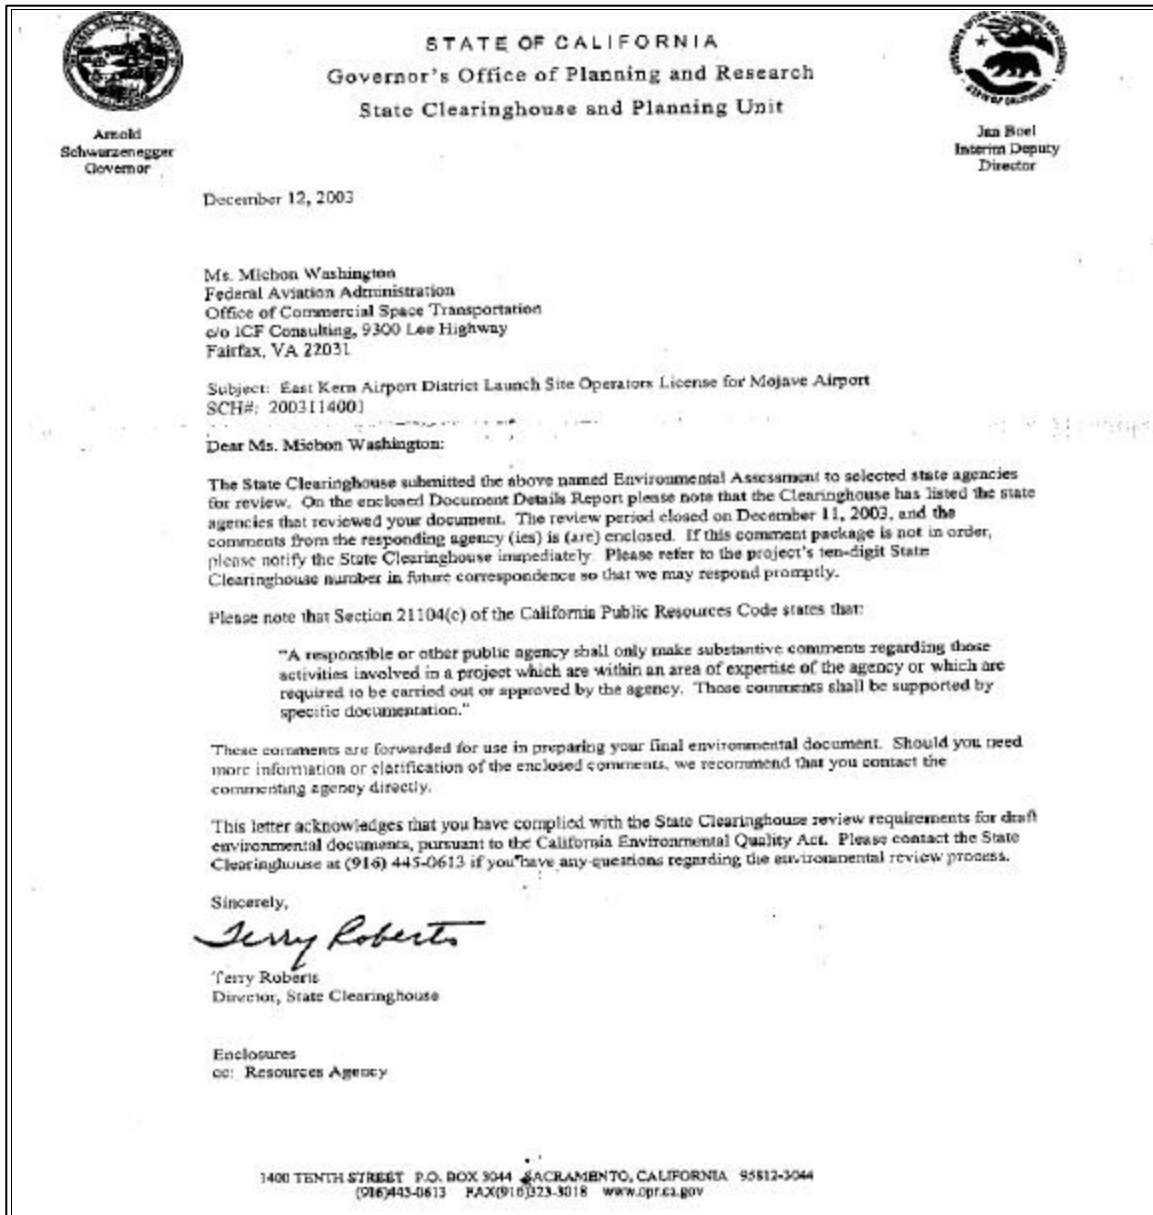 STATE OF CALIFORNIA
Governor's Office of Planning and Research
State Clearinghouse and Planning Unit
Arnold
Schwarzenegger
Governor
Jan Boel
Interim Deputy
Director
December 12, 2003
Ms. Michon Washington
Federal Aviation Administration
Office of Commercial Space Transportation
c/o ICF Consulting, 9300 Lee Highway
Fairfax, VA 22031
Subject: East Kern Airport District Launch Site Operators License for Mojave Airport
SCH#: 2003114001
Dear Ms. Michon Washington:
The State Clearinghouse submitted the above named Environmental Assessment to selected state agencies
for review. On the enclosed Document Details Report please note that the Clearinghouse has listed the state
agencies that reviewed your document. The review period closed on December 11, 2003, and the
comments from the responding agency (ies) is (are) enclosed. If this comment package is not in order,
please notify the State Clearinghouse immediately. Please refer to the project's ten-digit State
Clearinghouse number in future correspondence so that we may respond promptly.
Please note that Section 21104(c) of the California Public Resources Code states that:
"A responsible or other public agency shall only make substantive comments regarding those
activities involved in a project which are within an area of expertise of the agency or which are
required to be carried out or approved by the agency. Those comments shall be supported by
specific documentation."
These comments are forwarded for use in preparing your final environmental document. Should you need
more information or clarification of the enclosed comments, we recommend that you contact the
commenting agency directly.
This letter acknowledges that you have complied with the State Clearinghouse review requirements for draft
environmental documents, pursuant to the California Environmental Quality Act. Please contact the State
Clearinghouse at (916) 445-0613 if you have any questions regarding the environmental review process.
Sincerely,
Terry Roberts
Terry Roberts
Director, State Clearinghouse
Enclosures
cc: Resources Agency
1400 TENTH STREET P.O. BOX 3044 SACRAMENTO, CALIFORNIA 95812-3044
(916)445-0613 FAX(916)323-3018 www.opr.ca.gov